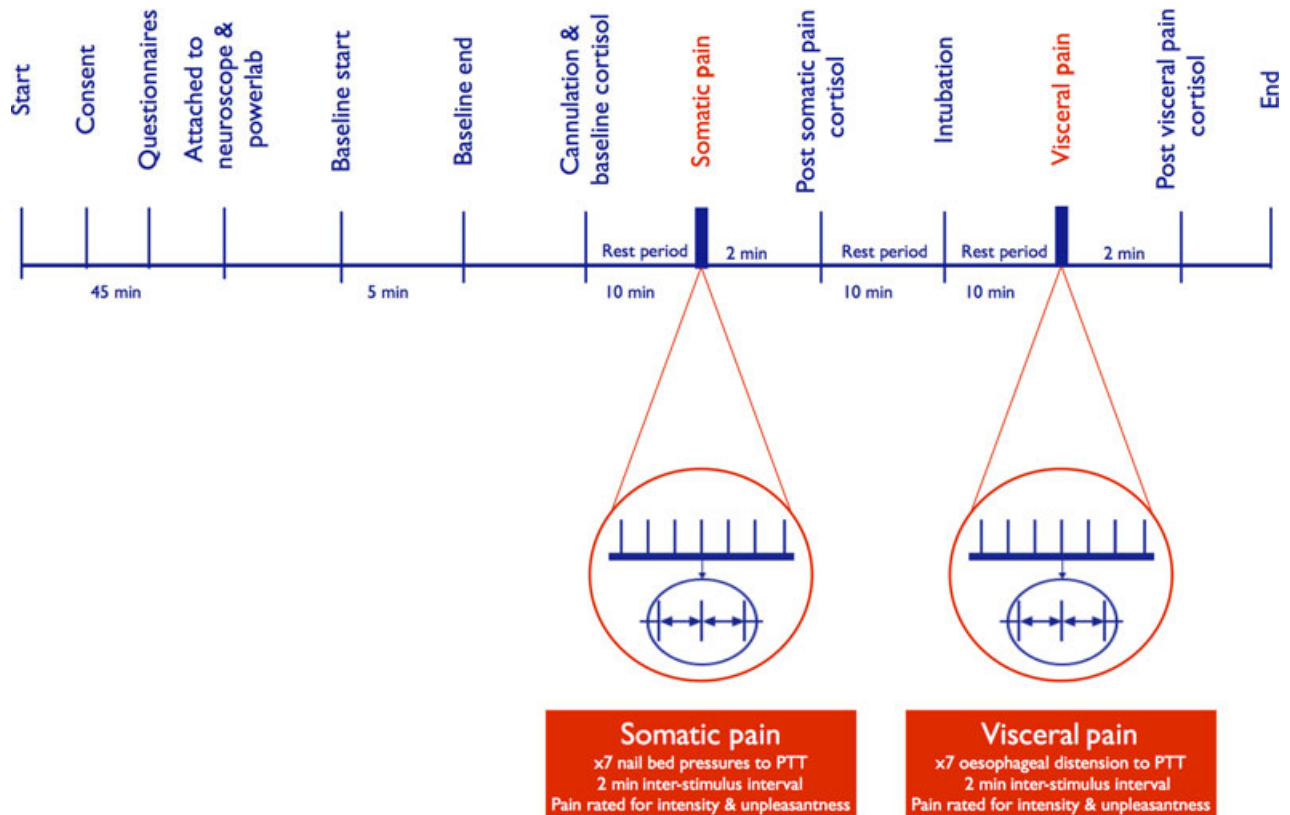 Start
Consent
Questionnaires
Attached to
neuroscope &
powerlab
Baseline start
Baseline end
Cannulation &
baseline cortisol
Somatic pain
Post somatic pain
cortisol
Intubation
Visceral pain
Post visceral pain
cortisol
End
Rest period
2 min
Rest period
Rest period
2 min
45 min
5 min
10 min
10 min
10 min
Somatic pain
x7 nail bed pressures to PTT
2 min inter-stimulus interval
Pain rated for intensity & unpleasantness
Visceral pain
x7 oesophageal distension to PTT
2 min inter-stimulus interval
Pain rated for intensity & unpleasantness